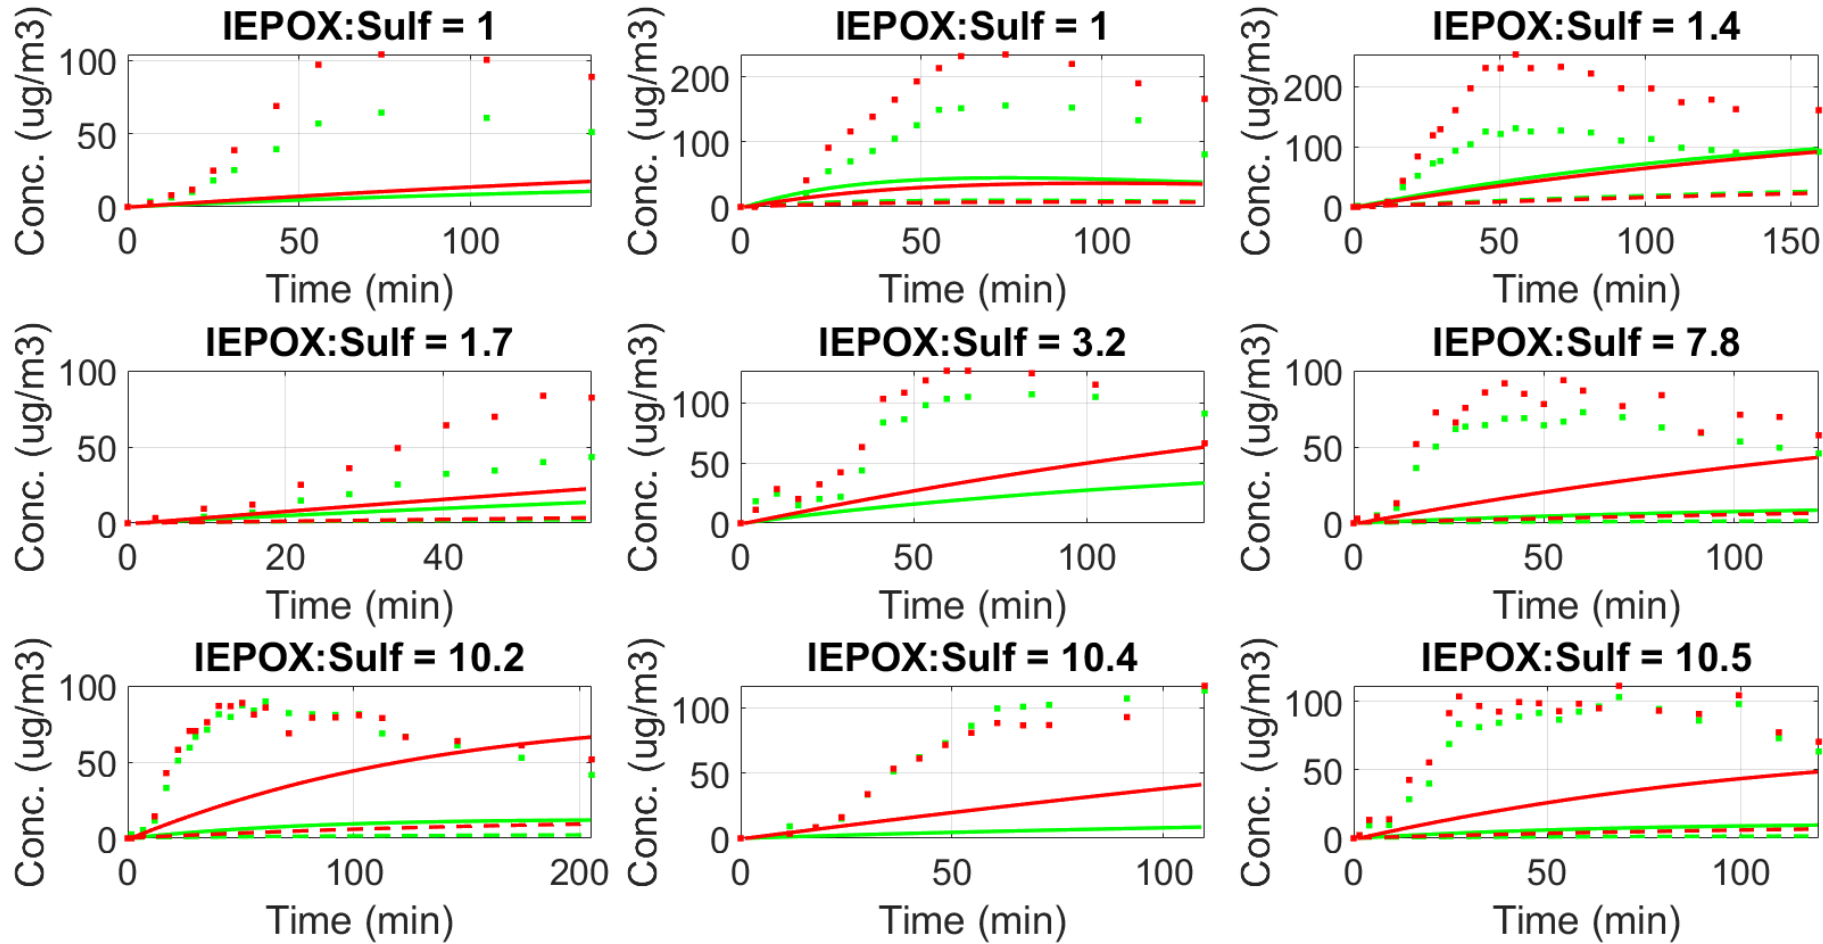 IEPOX:Sulf = 1
Conc. (ug/m3)
100
50
0
0 50 100
Time (min)
IEPOX:Sulf = 1
Conc. (ug/m3)
200
100
0
0 50 100
Time (min)
IEPOX:Sulf = 1.4
Conc. (ug/m3)
200
100
0
0 50 100 150
Time (min)
IEPOX:Sulf = 1.7
Conc. (ug/m3)
100
50
0
0 20 40
Time (min)
IEPOX:Sulf = 3.2
Conc. (ug/m3)
100
50
0
0 50 100
Time (min)
IEPOX:Sulf = 7.8
Conc. (ug/m3)
100
50
0
0 50 100
Time (min)
IEPOX:Sulf = 10.2
Conc. (ug/m3)
100
50
0
0 100 200
Time (min)
IEPOX:Sulf = 10.4
Conc. (ug/m3)
100
50
0
0 50 100
Time (min)
IEPOX:Sulf = 10.5
Conc. (ug/m3)
100
50
0
0 50 100
Time (min)